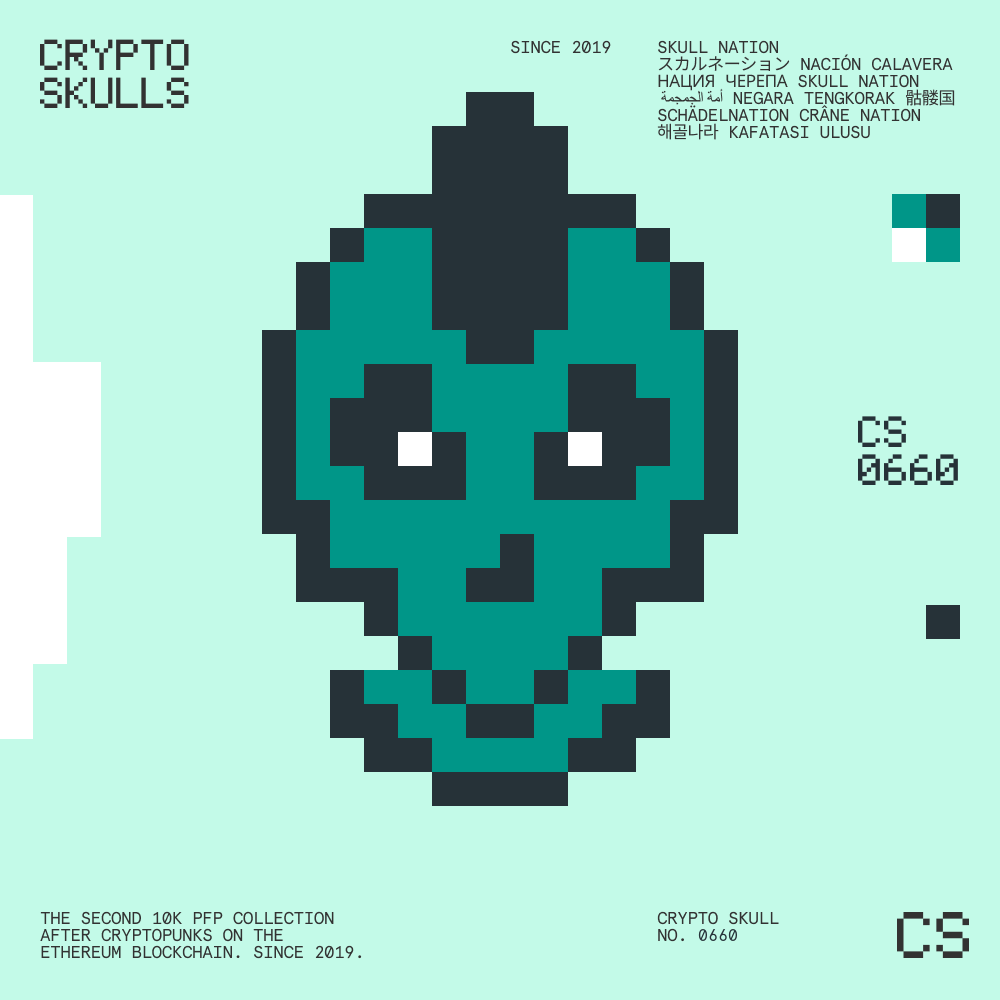 CRYPTO
SKULLS
SINCE 2019
SKULL NATION
スカルネーション NACIÓN CALAVERA
НАЦИЯ ЧЕРЕПА SKULL NATION
أمة الجمجمة NEGARA TENGKORAK 骷髅国
SCHÄDELNATION CRÂNE NATION
해골나라 KAFATASI ULUSU
CS
0660
THE SECOND 10K PFP COLLECTION
AFTER CRYPTOPUNKS ON THE
ETHEREUM BLOCKCHAIN. SINCE 2019.
CRYPTO SKULL
NO. 0660
CS